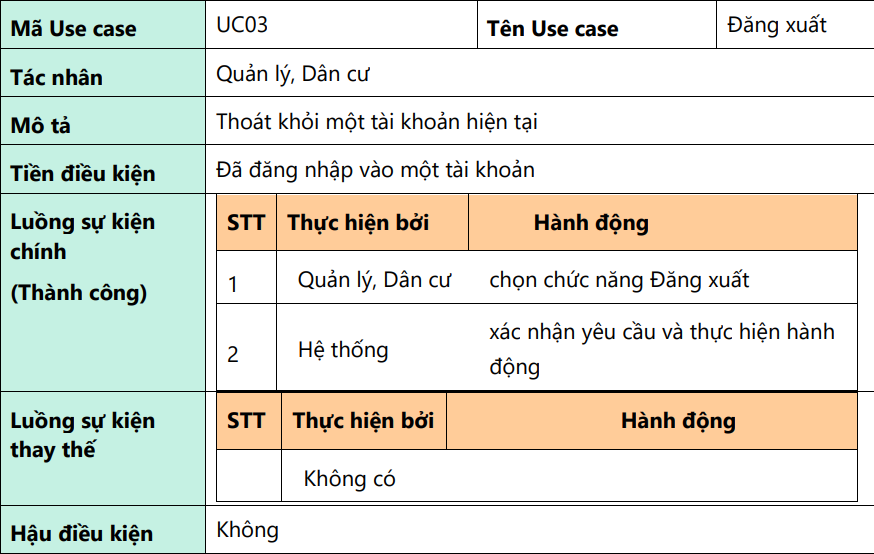 Mã Use case UC03 Tên Use case Đăng xuất
Tác nhân Quản lý, Dân cư
Mô tả Thoát khỏi một tài khoản hiện tại
Tiền điều kiện Đã đăng nhập vào một tài khoản
Luồng sự kiện
chính
(Thành công)
STT Thực hiện bởi Hành động
1 Quản lý, Dân cư chọn chức năng Đăng xuất
2 Hệ thống xác nhận yêu cầu và thực hiện hành
động
Luồng sự kiện
thay thế
STT Thực hiện bởi Hành động
Không có
Hậu điều kiện Không